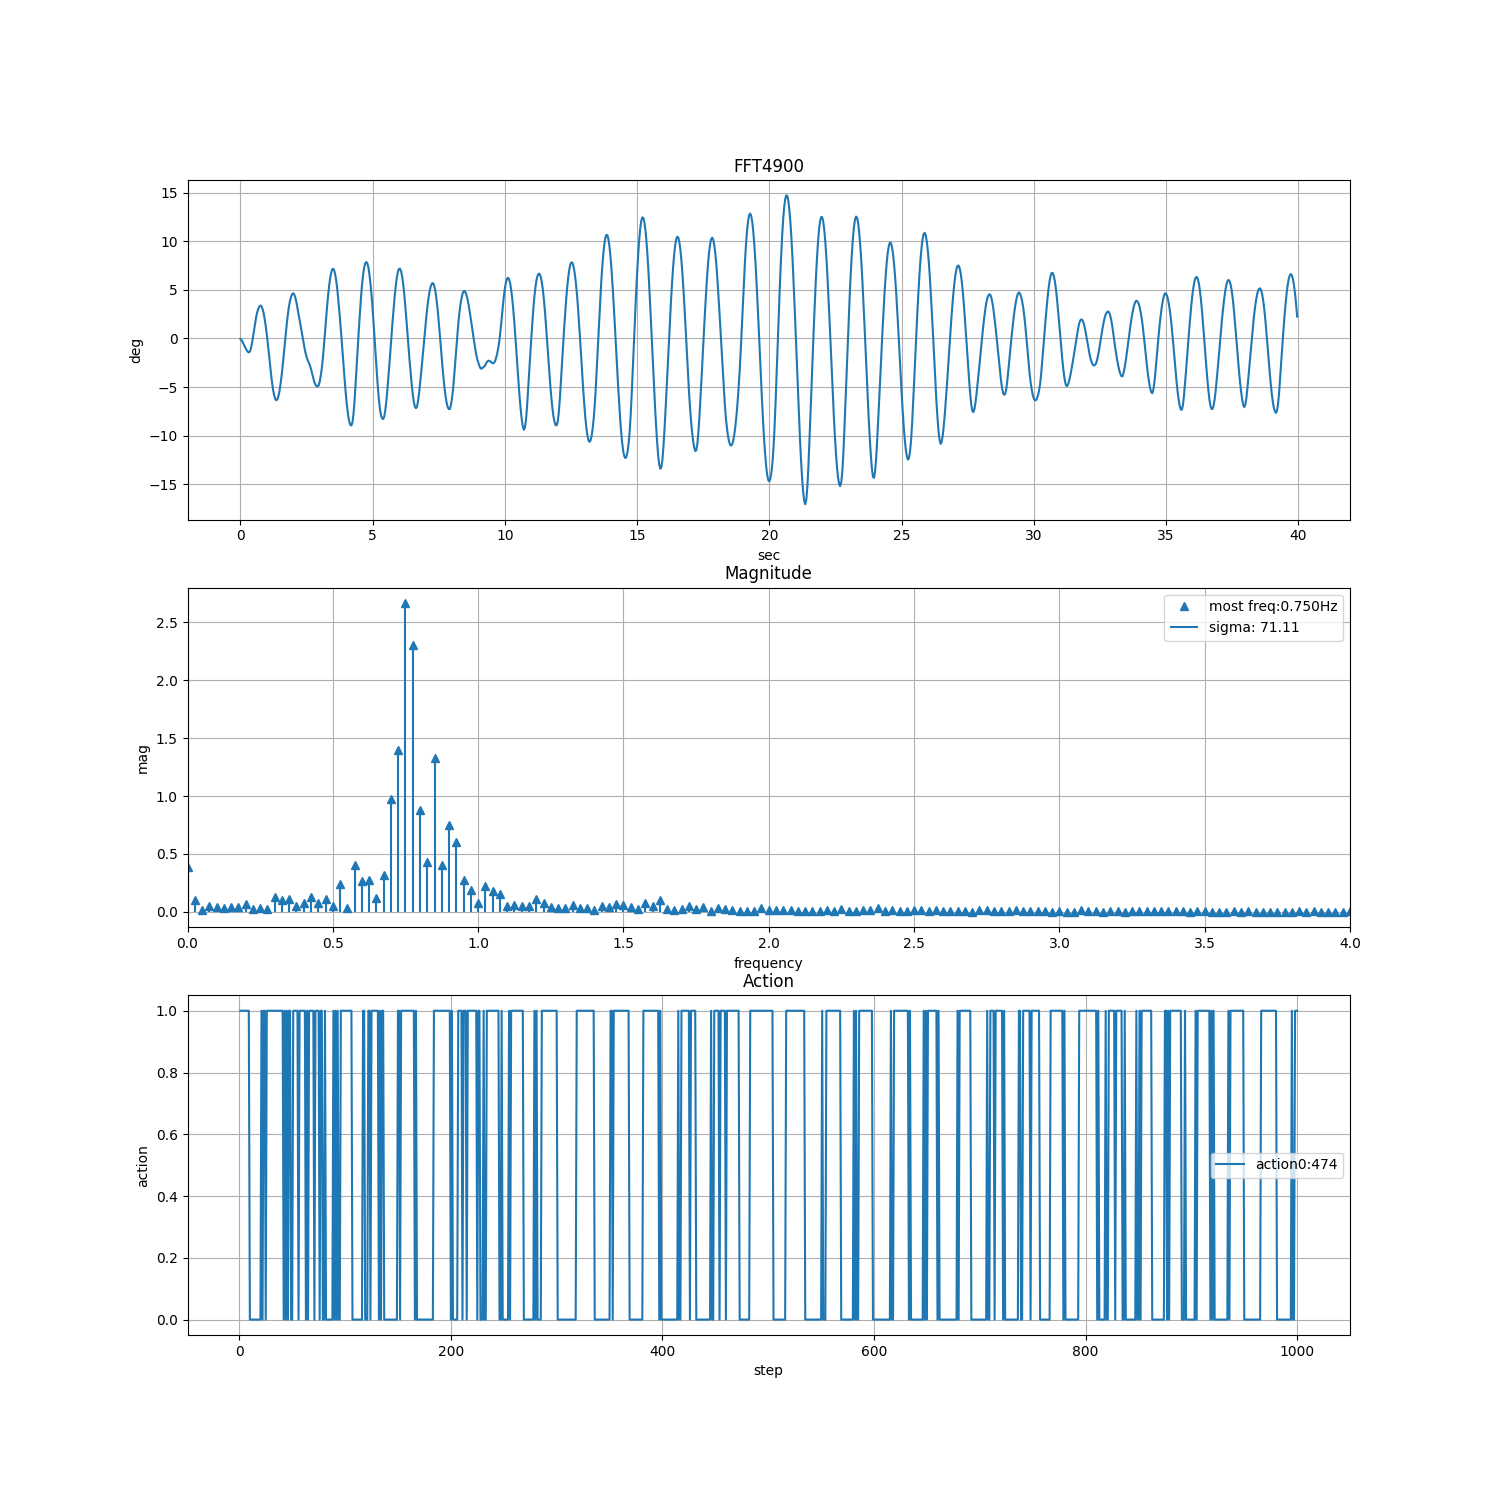 FFT4900
15
10
5
0
−5
−10
−15
deg
0 5 10 15 20 25 30 35 40
sec
Magnitude
2.5
2.0
1.5
1.0
0.5
0.0
mag
most freq:0.750Hz
sigma: 71.11
0.0 0.5 1.0 1.5 2.0 2.5 3.0 3.5 4.0
frequency
Action
1.0
0.8
0.6
0.4
0.2
0.0
action
action0:474
0 200 400 600 800 1000
step